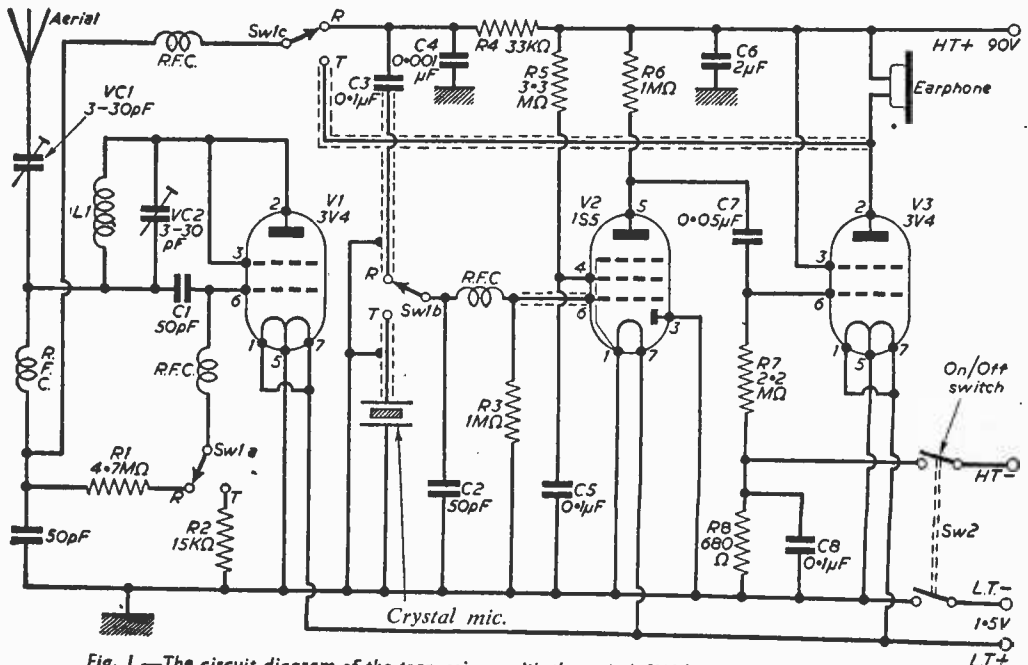 Aerial
R.F.C.
Sw1c
R
T
C3
0·1µF
C4
0·001
µF
R4 33KΩ
R5
3·3
MΩ
R6
1MΩ
C6
2µF
HT+ 90V
Earphone
VC1
3-30pF
L1
VC2
3-30
pF
2
V1
3V4
3
6
C1
50pF
1
5
7
R.F.C.
R.
F.
C.
R1
4·7MΩ
Sw1a
R
T
R2
15KΩ
50pF
R
Sw1b
T
R.F.C
R3
1MΩ
C2
50pF
Crystal mic.
V2
1S5
5
4
6
3
1
7
C5
0·1µF
C7
0·05µF
R7
2·2
MΩ
R8
680
Ω
C8
0·1µF
V3
3V4
2
3
6
1
5
7
On/Off
switch
HT-
Sw2
L.T.-
1·5V
LT+
Fig. 1.—The circuit diagram of the